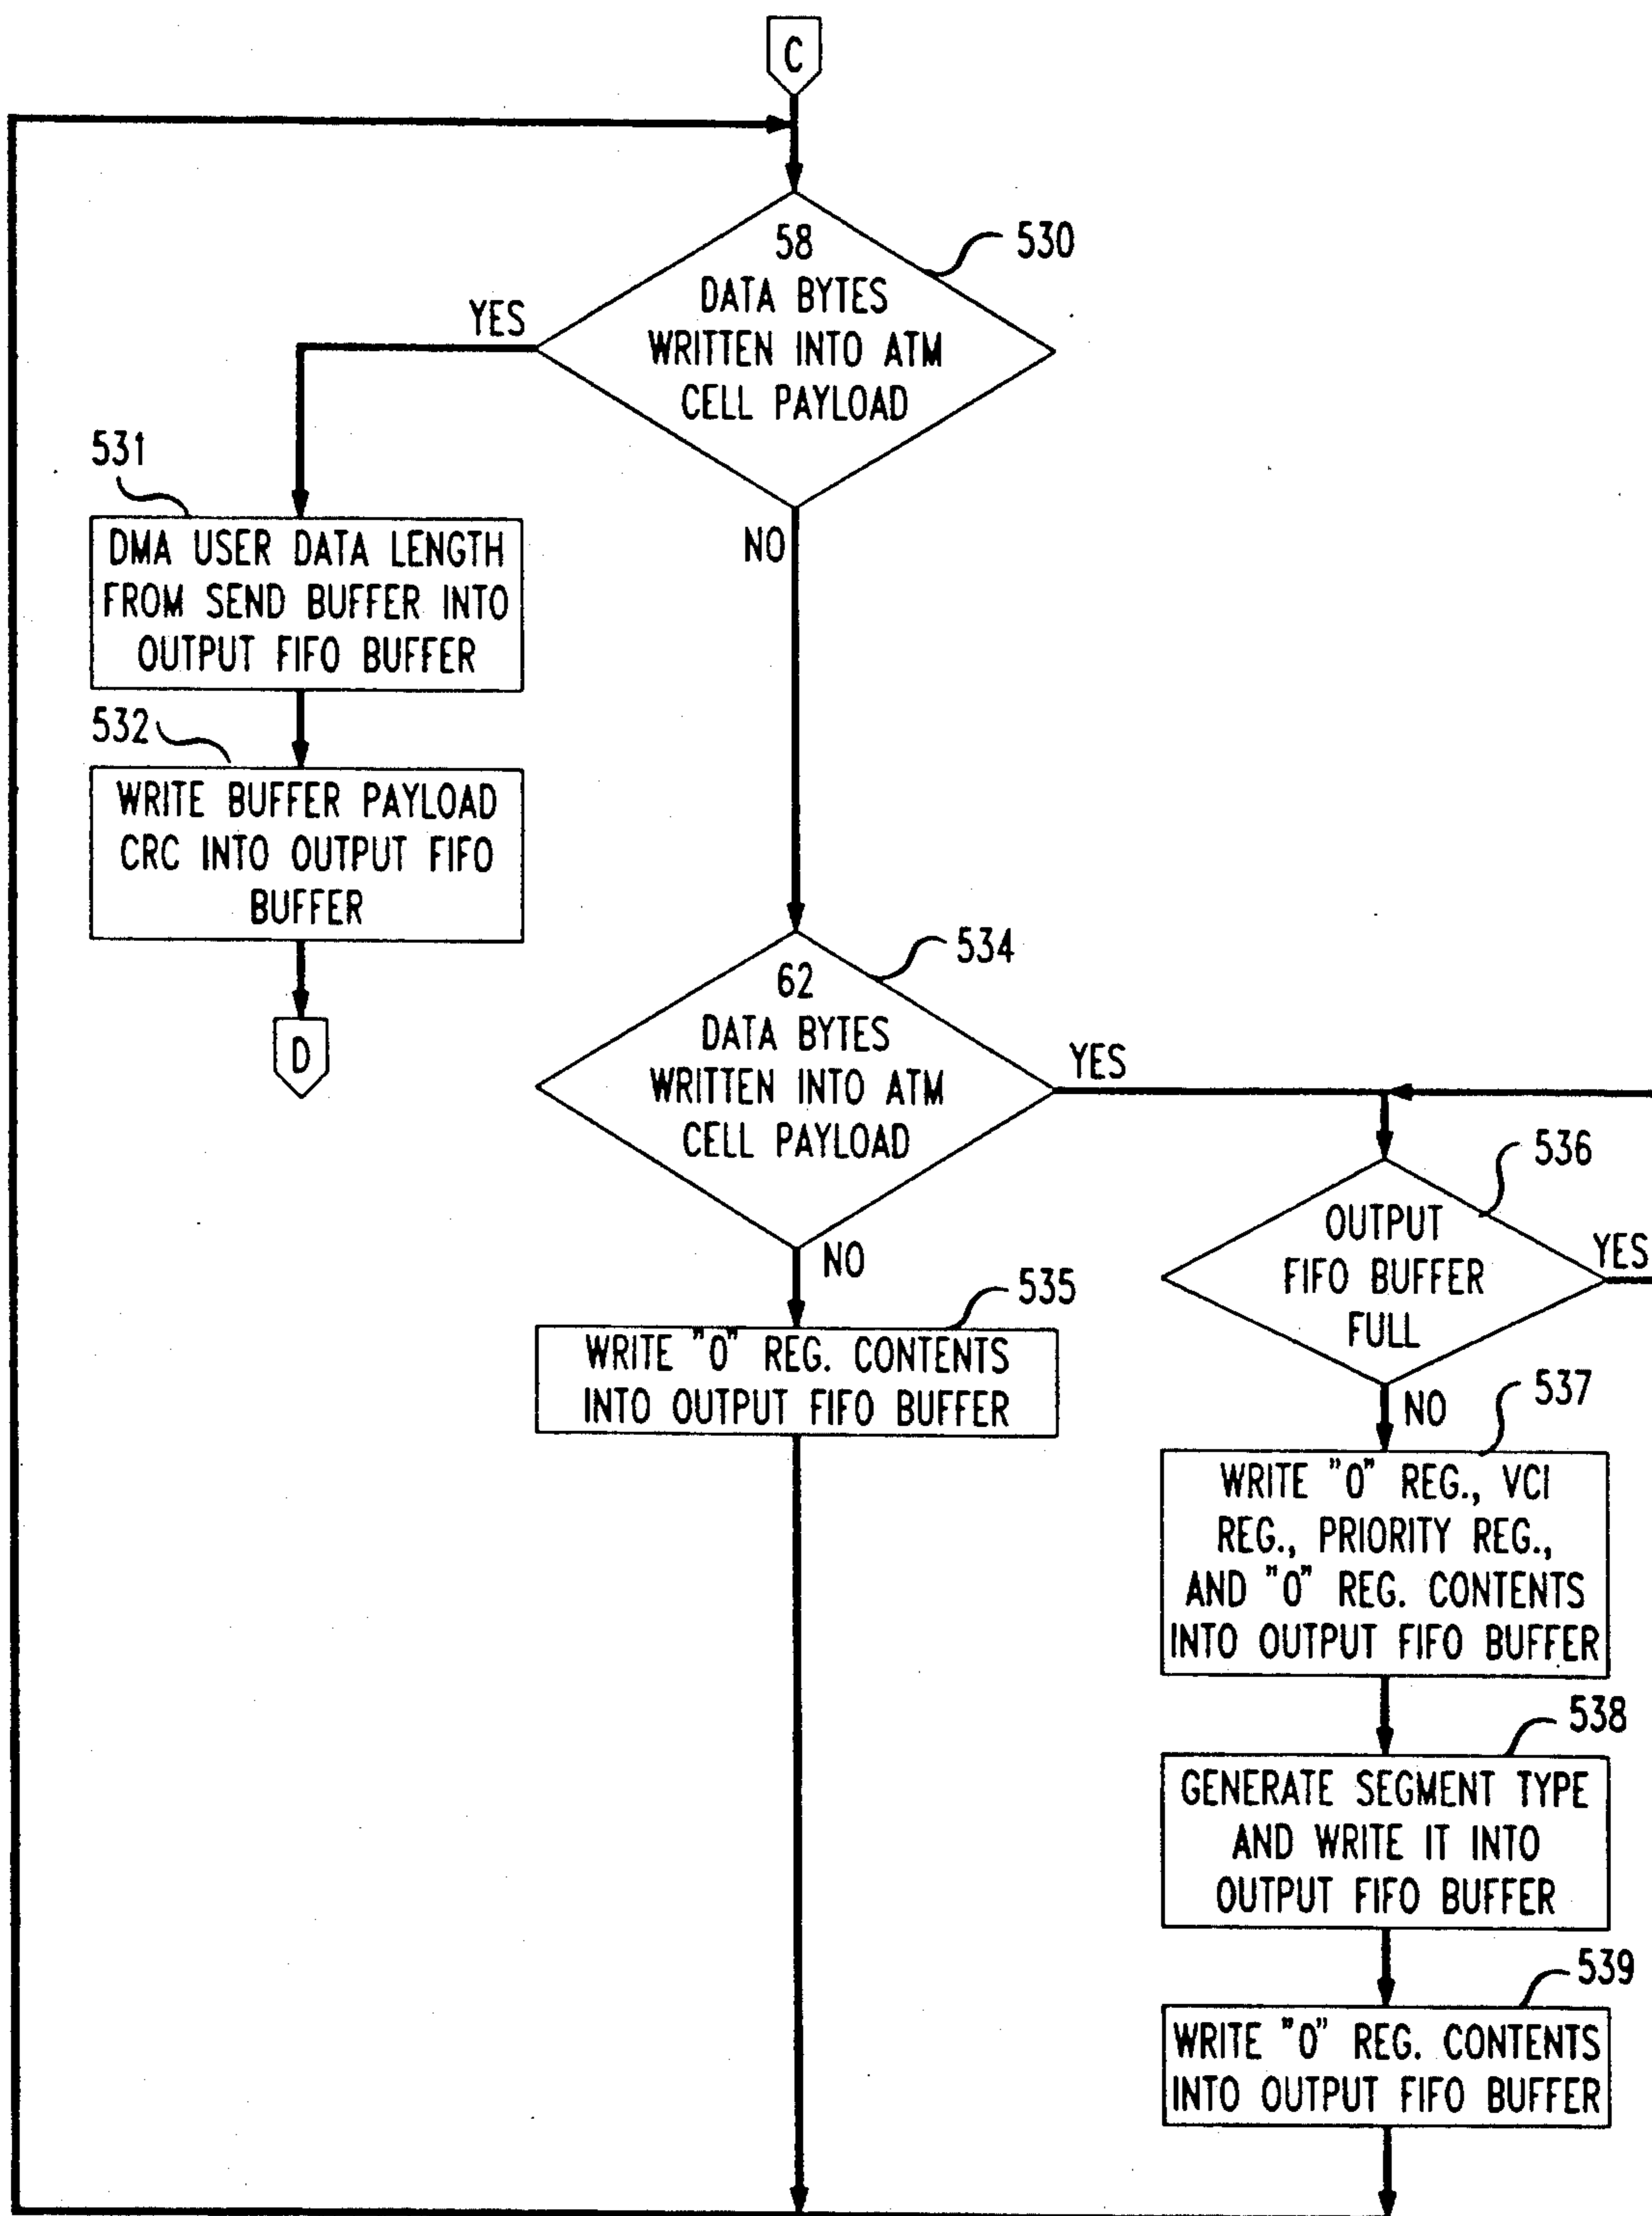 C
58
DATA BYTES
WRITTEN INTO ATM
CELL PAYLOAD
530
YES
NO
531
DMA USER DATA LENGTH
FROM SEND BUFFER INTO
OUTPUT FIFO BUFFER
532
WRITE BUFFER PAYLOAD
CRC INTO OUTPUT FIFO
BUFFER
D
62
DATA BYTES
WRITTEN INTO ATM
CELL PAYLOAD
534
YES
NO
535
WRITE "0" REG. CONTENTS
INTO OUTPUT FIFO BUFFER
536
OUTPUT
FIFO BUFFER
FULL
YES
NO
537
WRITE "0" REG., VCI
REG., PRIORITY REG.,
AND "0" REG. CONTENTS
INTO OUTPUT FIFO BUFFER
538
GENERATE SEGMENT TYPE
AND WRITE IT INTO
OUTPUT FIFO BUFFER
539
WRITE "0" REG. CONTENTS
INTO OUTPUT FIFO BUFFER